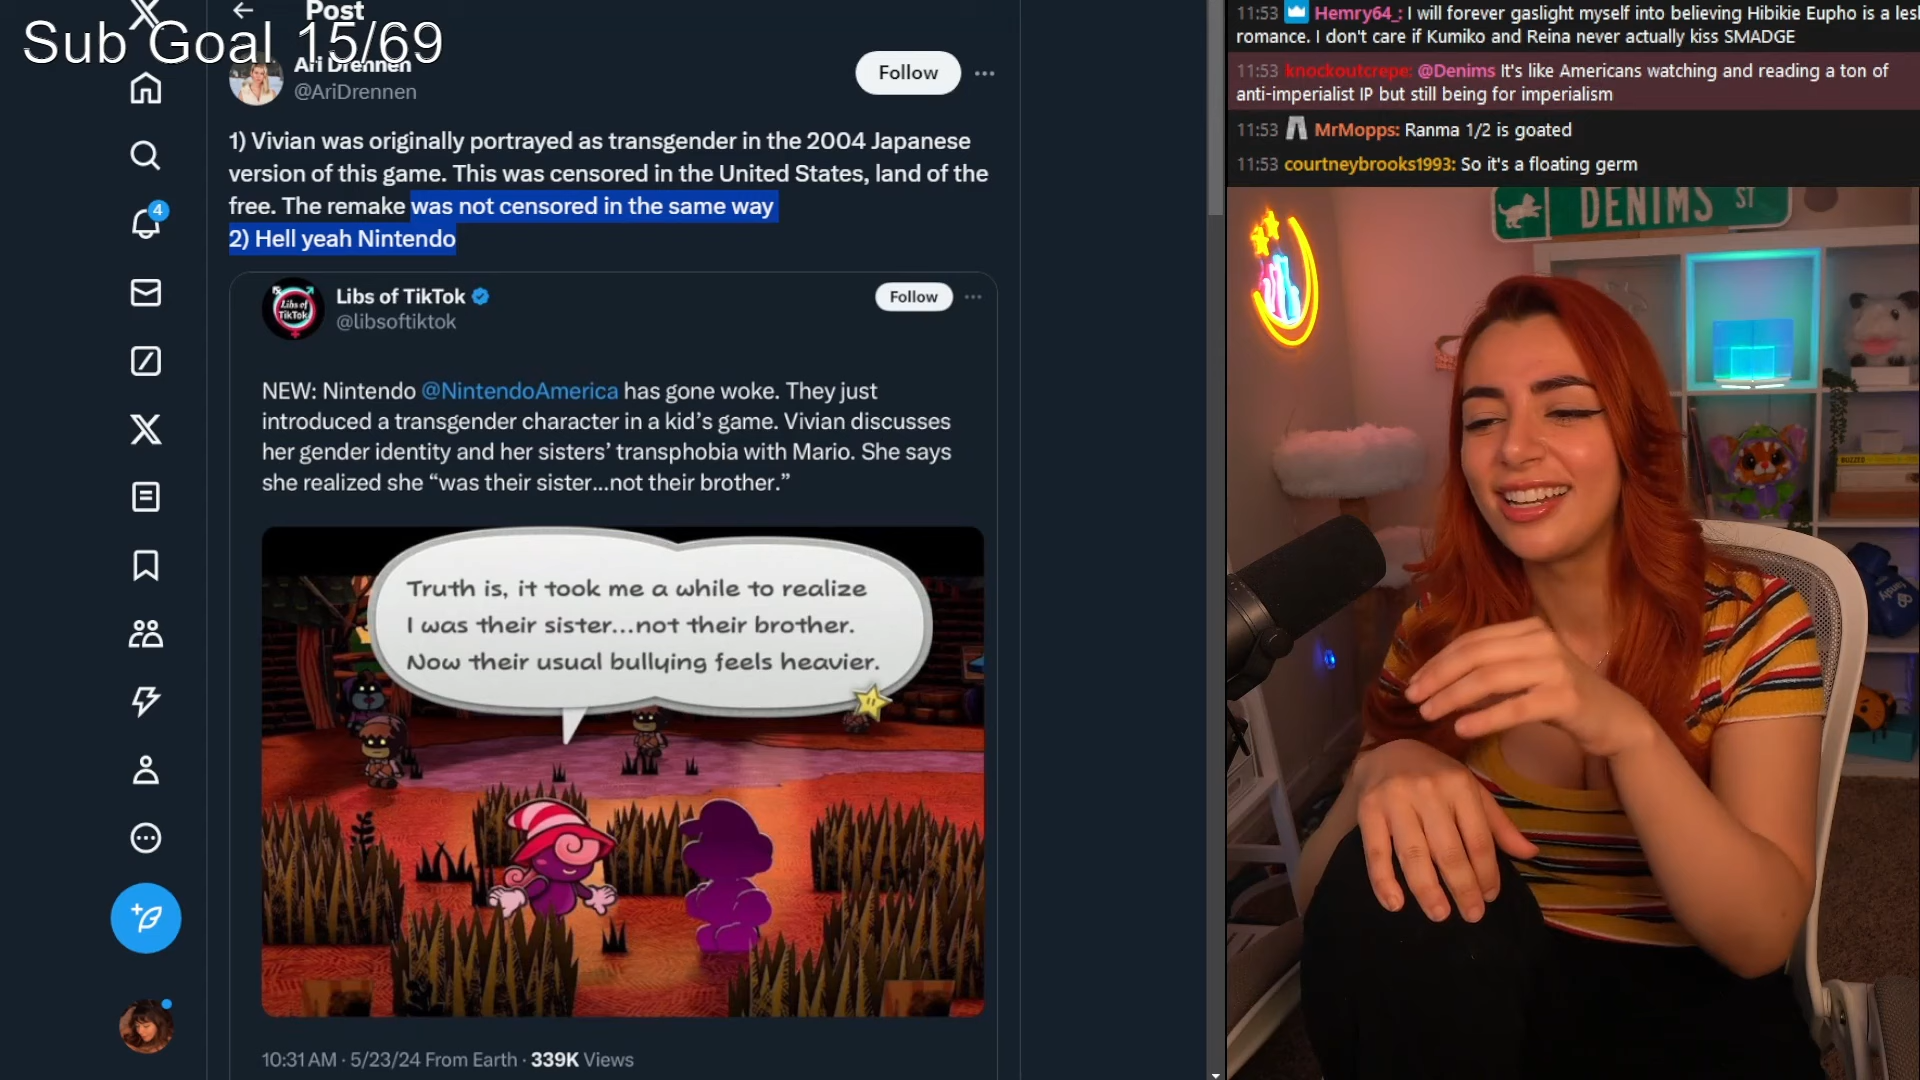 Post
Sub Goal 15/69
Ari Drennen
@AriDrennen
Follow
1) Vivian was originally portrayed as transgender in the 2004 Japanese
version of this game. This was censored in the United States, land of the
free. The remake was not censored in the same way
2) Hell yeah Nintendo
Libs of TikTok
@libsoftiktok
Follow
Libs of
TikTok
NEW: Nintendo @NintendoAmerica has gone woke. They just
introduced a transgender character in a kid's game. Vivian discusses
her gender identity and her sisters' transphobia with Mario. She says
she realized she “was their sister...not their brother.”
Truth is, it took me a while to realize
I was their sister...not their brother.
Now their usual bullying feels heavier.
10:31 AM · 5/23/24 From Earth · 339K Views
4
11:53 Hemry64_: I will forever gaslight myself into believing Hibikie Eupho is a les
romance. I don't care if Kumiko and Reina never actually kiss SMADGE
11:53 knockoutcrepe: @Denims It's like Americans watching and reading a ton of
anti-imperialist IP but still being for imperialism
11:53 MrMopps: Ranma 1/2 is goated
11:53 courtneybrooks1993: So it's a floating germ
DENIMS ST